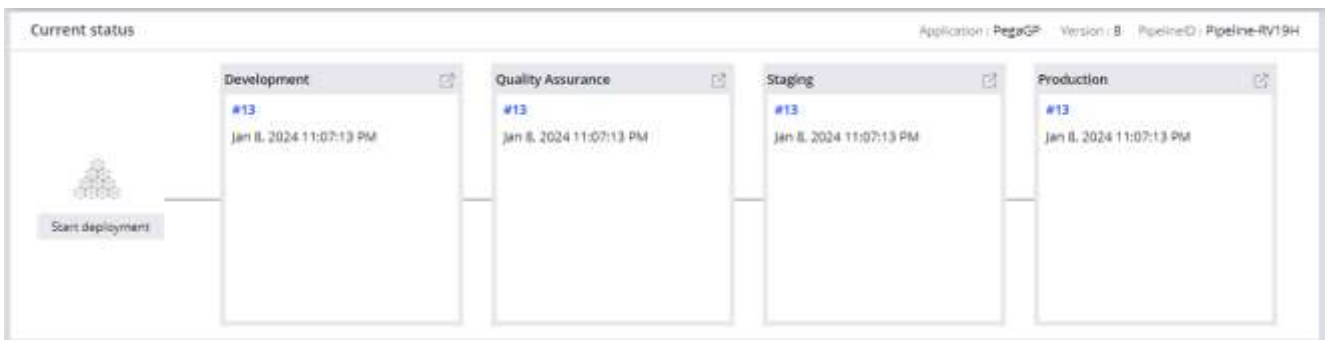 Current status
Application : PegaGP Version : 8 PipelineID : Pipeline-RV19H
Development
#13
Jan 8, 2024 11:07:13 PM
Quality Assurance
#13
Jan 8, 2024 11:07:13 PM
Staging
#13
Jan 8, 2024 11:07:13 PM
Production
#13
Jan 8, 2024 11:07:13 PM
Start deployment